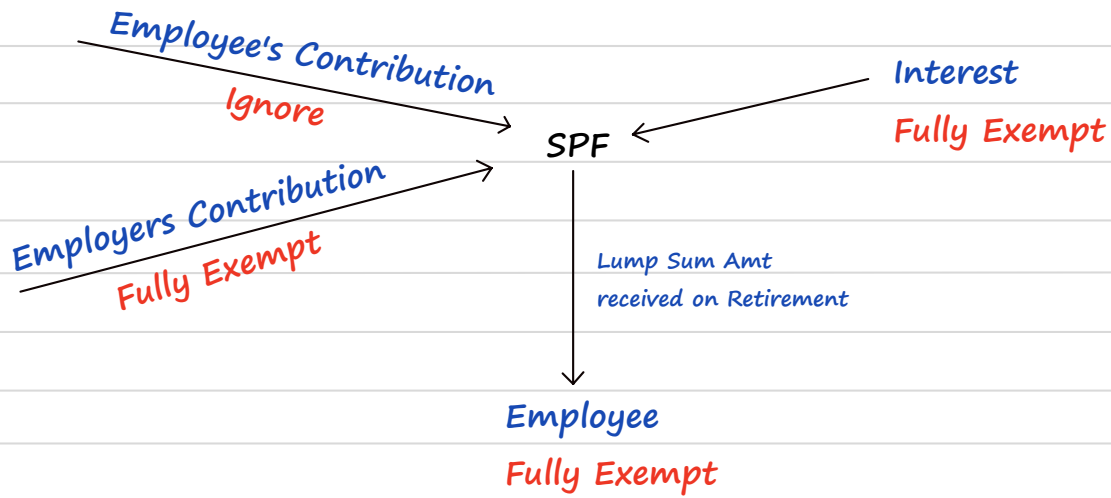 Employee's Contribution
Ignore
Interest
Fully Exempt
SPF
Employers Contribution
Fully Exempt
Lump Sum Amt
received on Retirement
Employee
Fully Exempt